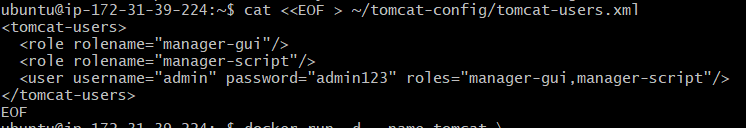 ubuntu@ip-172-31-39-224:~$ cat <<EOF > ~/tomcat-config/tomcat-users.xml
<tomcat-users>
  <role rolename="manager-gui"/>
  <role rolename="manager-script"/>
  <user username="admin" password="admin123" roles="manager-gui,manager-script"/>
</tomcat-users>
EOF
ubuntu@ip-172-31-39-224:~$ docker run -d --name tomcat \